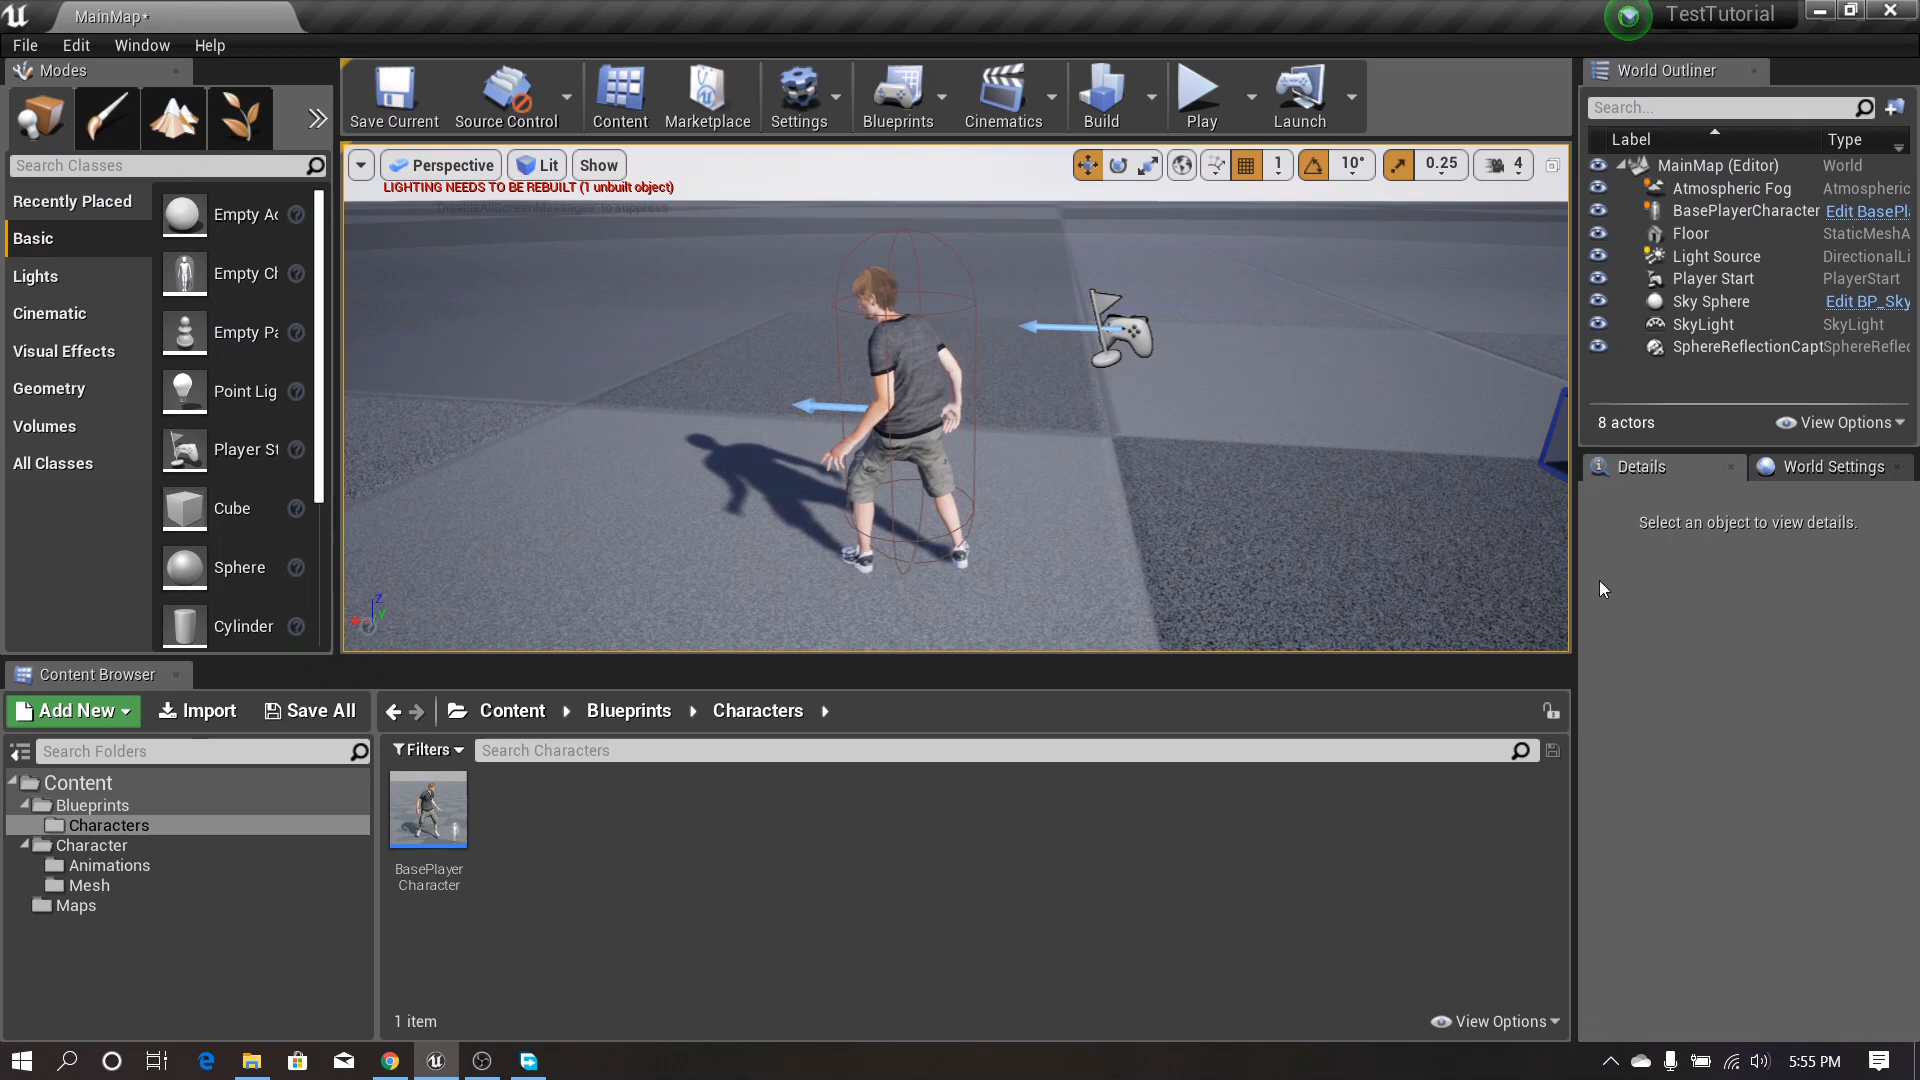 MainMap*
TestTutorial
File Edit Window Help
Modes
Save Current
Source Control
Content
Marketplace
Settings
Blueprints
Cinematics
Build
Play
Launch
Search Classes
Recently Placed
Basic
Lights
Cinematic
Visual Effects
Geometry
Volumes
All Classes
Empty Ac
Empty Ch
Empty Pa
Point Lig
Player St
Cube
Sphere
Cylinder
Perspective Lit Show
1 10° 0.25 4
LIGHTING NEEDS TO BE REBUILT (1 unbuilt object)
'DisableAllScreenMessages' to suppress
Z
Y
World Outliner
Search...
Label Type
MainMap (Editor) World
Atmospheric Fog Atmospheric
BasePlayerCharacter Edit BasePl
Floor StaticMeshA
Light Source DirectionalLi
Player Start PlayerStart
Sky Sphere Edit BP_Sky
SkyLight SkyLight
SphereReflectionCapt SphereReflec
8 actors View Options
Details World Settings
Select an object to view details.
Content Browser
Add New Import Save All
Content Blueprints Characters
Search Folders
Filters Search Characters
Content
Blueprints
Characters
Character
Animations
Mesh
Maps
BasePlayer
Character
1 item View Options
5:55 PM